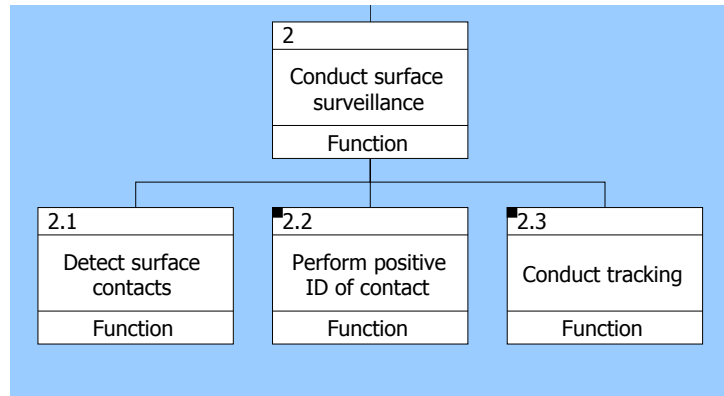 2
Conduct surface
surveillance
Function
2.1
Detect surface
contacts
Function
2.2
Perform positive
ID of contact
Function
2.3
Conduct tracking
Function